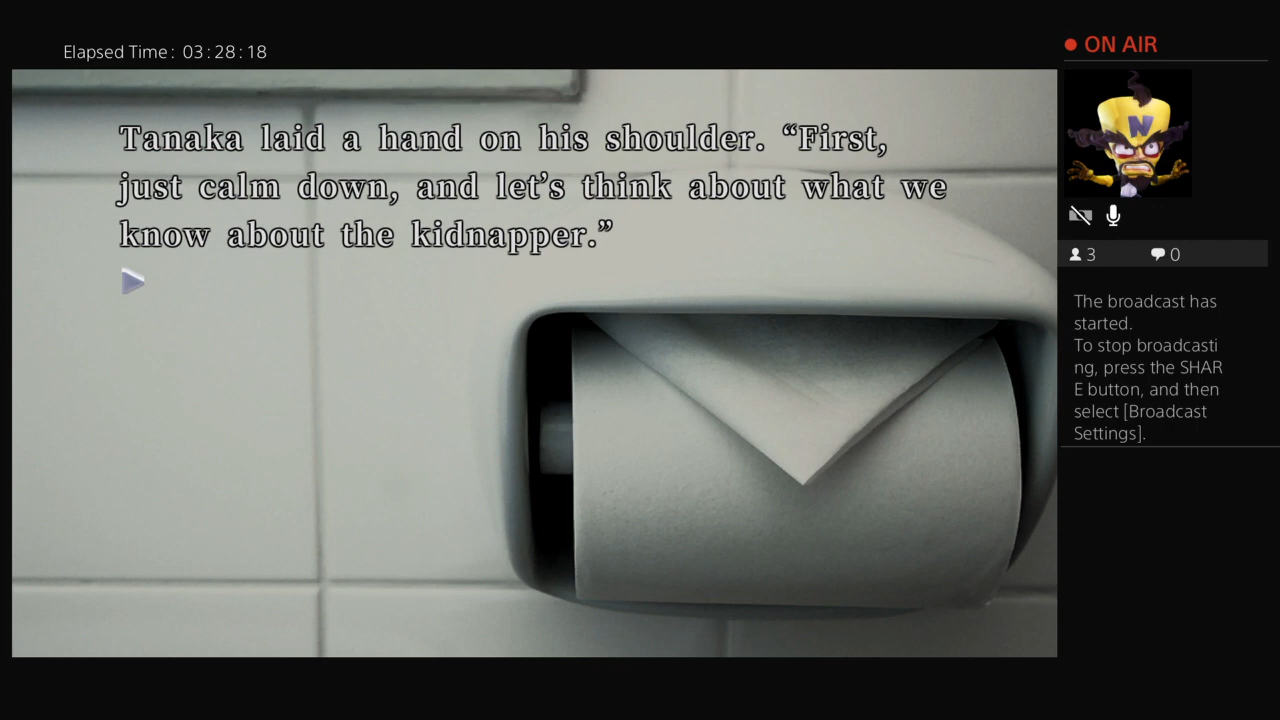 Elapsed Time: 03:28:18
ON AIR
Tanaka laid a hand on his shoulder. “First,
just calm down, and let’s think about what we
know about the kidnapper.”
N
3
0
The broadcast has
started.
To stop broadcasti
ng, press the SHAR
E button, and then
select [Broadcast
Settings].